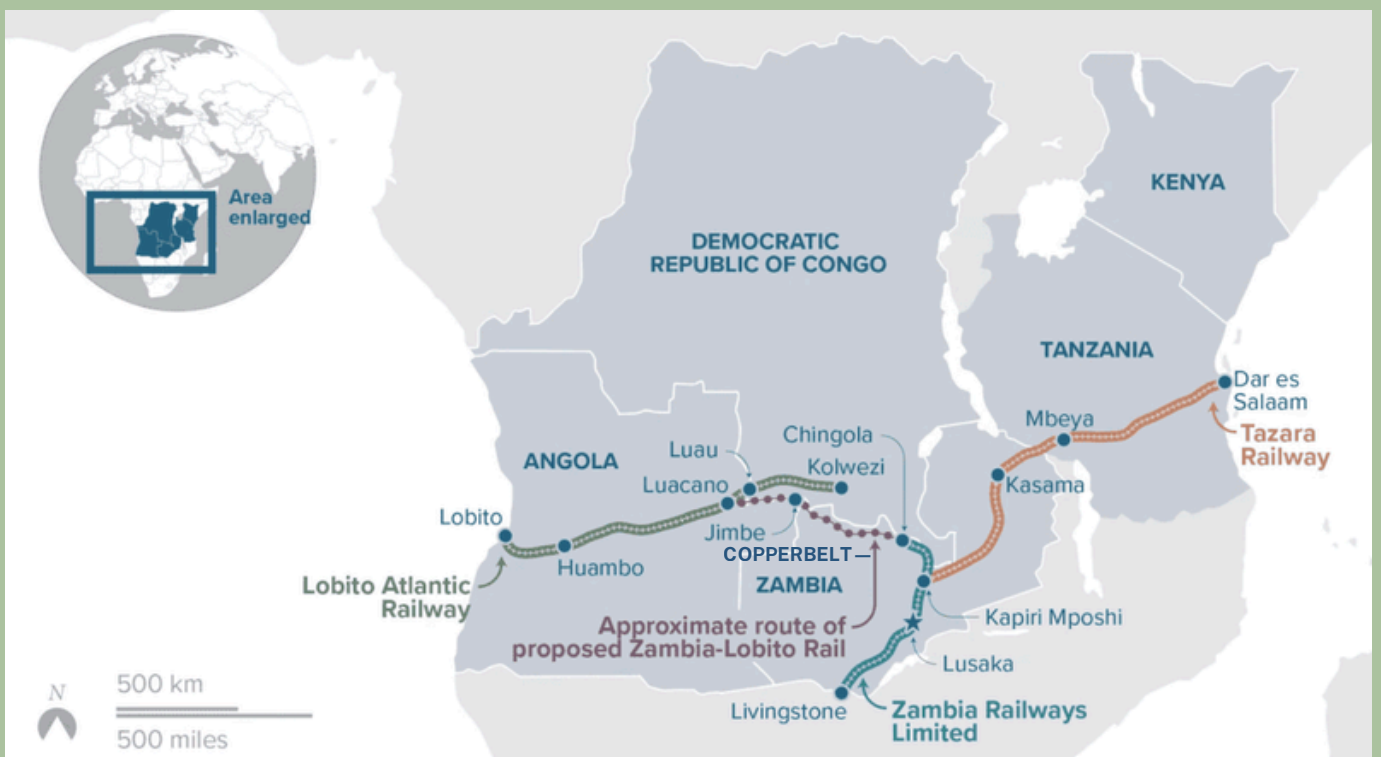 Area
enlarged
KENYA
DEMOCRATIC
REPUBLIC OF CONGO
TANZANIA
Dar es
Salaam
Mbeya
Tazara
Railway
Chingola
Luau
Kolwezi
ANGOLA
Luacano
Kasama
Lobito
Jimbe
COPPERBELT
Huambo
ZAMBIA
Lobito Atlantic
Railway
Kapiri Mposhi
Approximate route of
proposed Zambia-Lobito Rail
Lusaka
N
500 km
500 miles
Livingstone
Zambia Railways
Limited